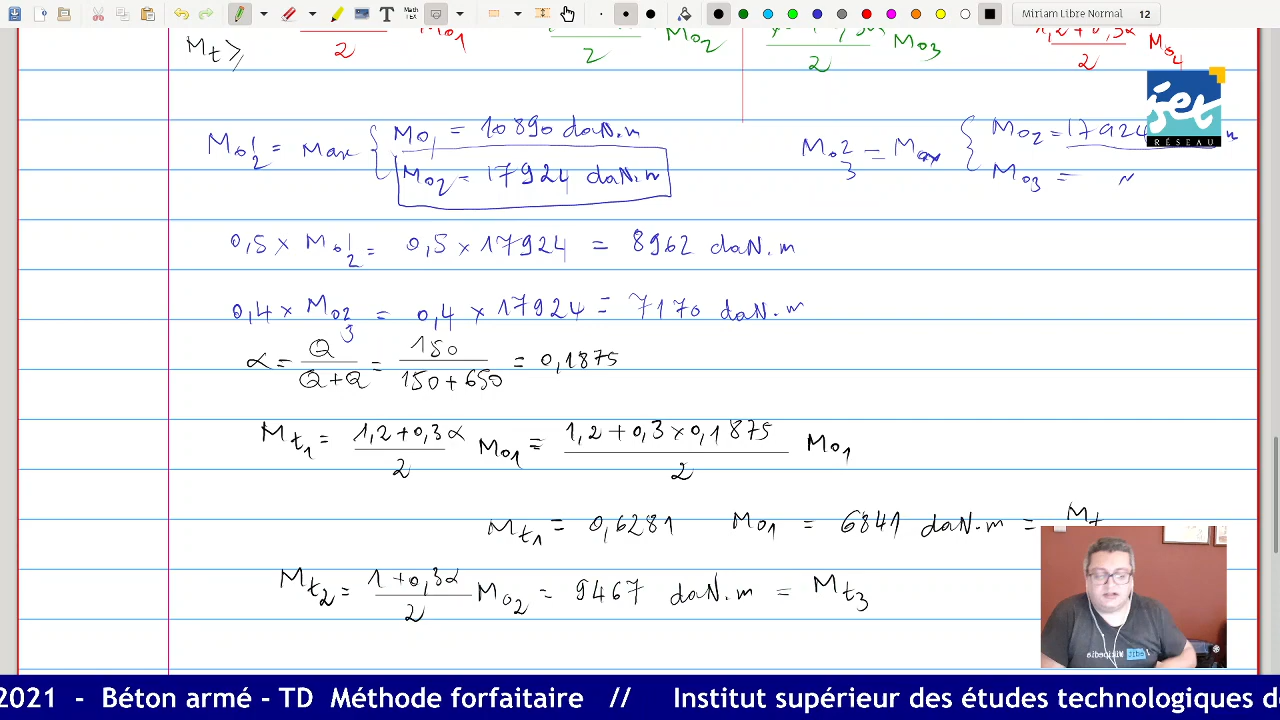 Miriam Libre Normal 12
Mt ≥ 2 Mo1 2 Mo2 2 Mo3 1,2+0,3α / 2 Mo4
iset
RÉSEAU
Mo1/2 = Max { Mo1 = 10890 daN.m
Mo2 = 17924 daN.m
Mo2/3 = Max { Mo2 = 17924
Mo3 = "
0,5 × Mo1/2 = 0,5 × 17924 = 8962 daN.m
0,4 × Mo2/3 = 0,4 × 17924 = 7170 daN.m
α = Q / Q+Q = 150 / 150+650 = 0,1875
Mt1 = 1,2+0,3α / 2 Mo1 = 1,2+0,3×0,1875 / 2 Mo1
Mt1 = 0,6281 Mo1 = 6841 daN.m = Mt
Mt2 = 1+0,3α / 2 Mo2 = 9467 daN.m = Mt3
2021 - Béton armé - TD Méthode forfaitaire // Institut supérieur des études technologiques d